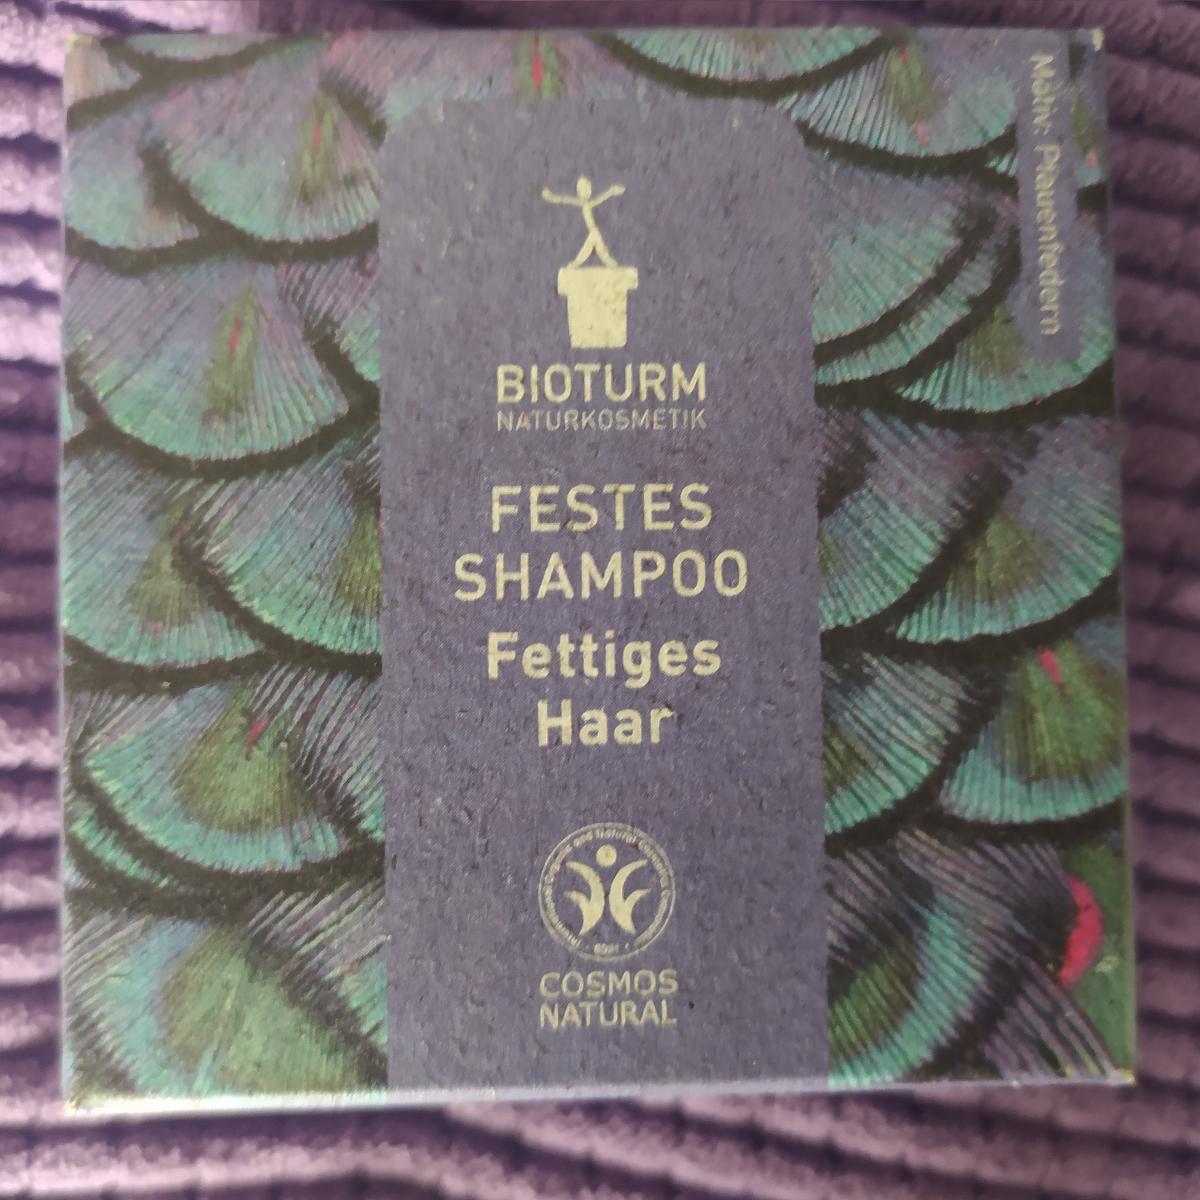 Motiv: Pfauenfedern
BIOTURM
NATURKOSMETIK
FESTES
SHAMPOO
Fettiges
Haar
COSMOS
NATURAL